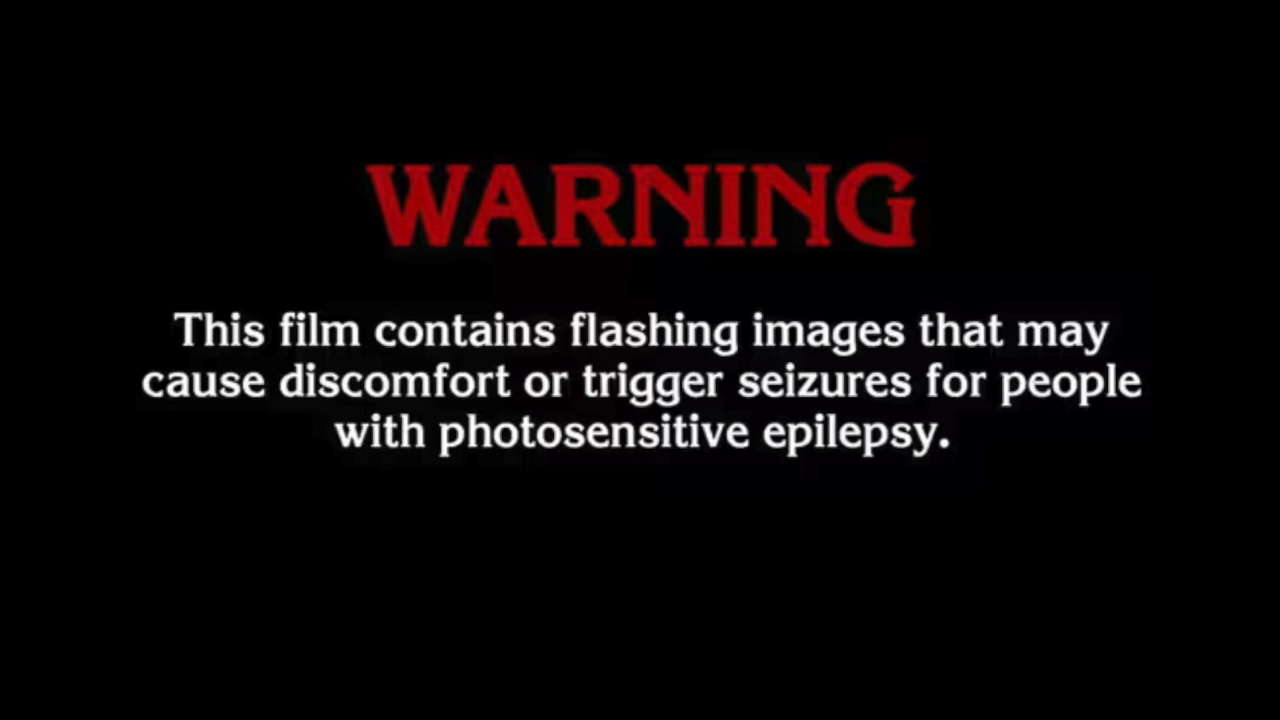 WARNING
This film contains flashing images that may
cause discomfort or trigger seizures for people
with photosensitive epilepsy.